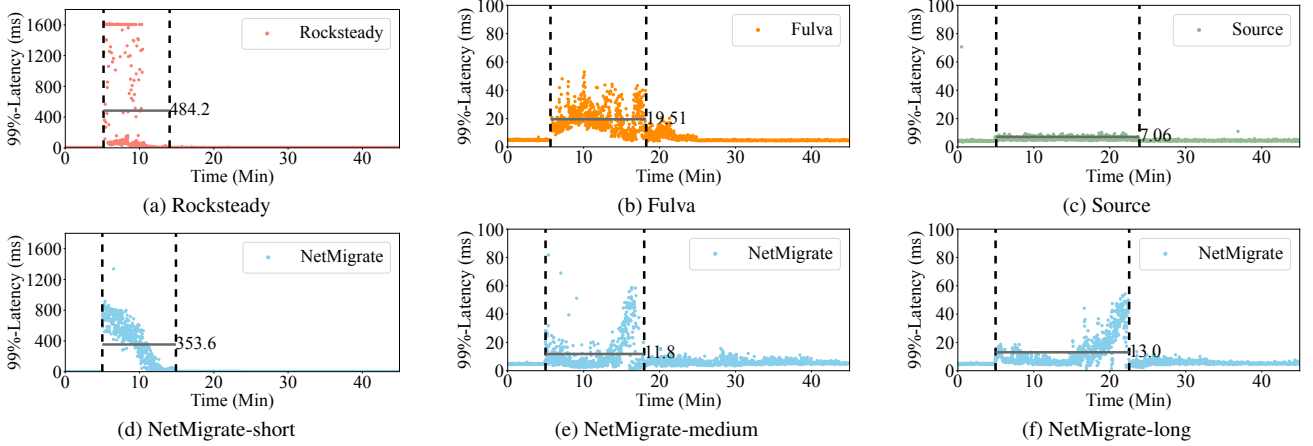 99%-Latency (ms)
1600
1200
800
400
0
Rocksteady
484.2
0 10 20 30 40
Time (Min)
(a) Rocksteady
99%-Latency (ms)
100
80
60
40
20
0
Fulva
19.51
0 10 20 30 40
Time (Min)
(b) Fulva
99%-Latency (ms)
100
80
60
40
20
0
Source
7.06
0 10 20 30 40
Time (Min)
(c) Source
99%-Latency (ms)
1600
1200
800
400
0
NetMigrate
353.6
0 10 20 30 40
Time (Min)
(d) NetMigrate-short
99%-Latency (ms)
100
80
60
40
20
0
NetMigrate
11.8
0 10 20 30 40
Time (Min)
(e) NetMigrate-medium
99%-Latency (ms)
100
80
60
40
20
0
NetMigrate
13.0
0 10 20 30 40
Time (Min)
(f) NetMigrate-long